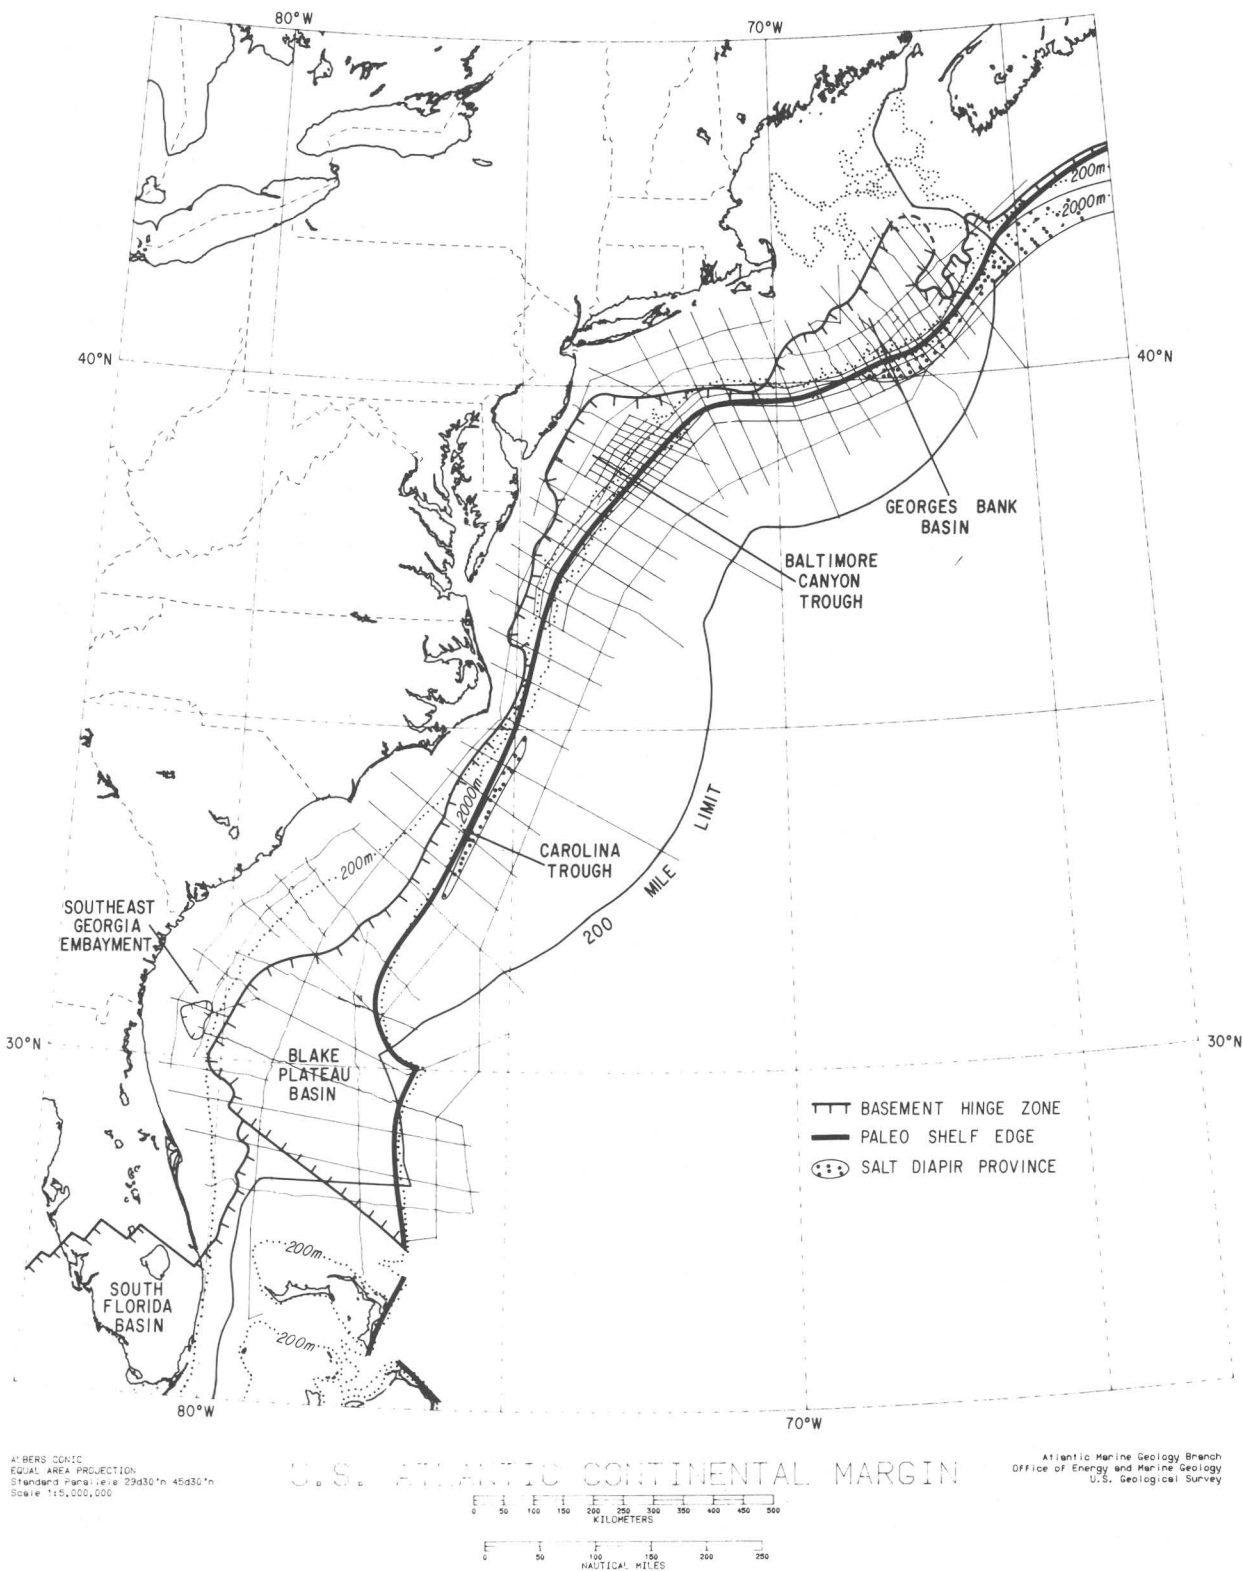 80°W
70°W
200m
2000m
40°N
40°N
GEORGES BANK
BASIN
BALTIMORE
CANYON
TROUGH
2000m
LIMIT
MILE
200
CAROLINA
TROUGH
200m
SOUTHEAST
GEORGIA
EMBAYMENT
30°N
30°N
BLAKE
PLATEAU
BASIN
BASEMENT HINGE ZONE
PALEO SHELF EDGE
SALT DIAPIR PROVINCE
200m
SOUTH
FLORIDA
BASIN
200m
80°W
70°W
ALBERS CONIC
EQUAL AREA PROJECTION
Standard Parallels 29d30'n 45d30'n
Scale 1:5,000,000
U.S. ATLANTIC CONTINENTAL MARGIN
Atlantic Marine Geology Branch
Office of Energy and Marine Geology
U.S. Geological Survey
0 50 100 150 200 250 300 350 400 450 500
KILOMETERS
0 50 100 150 200 250
NAUTICAL MILES